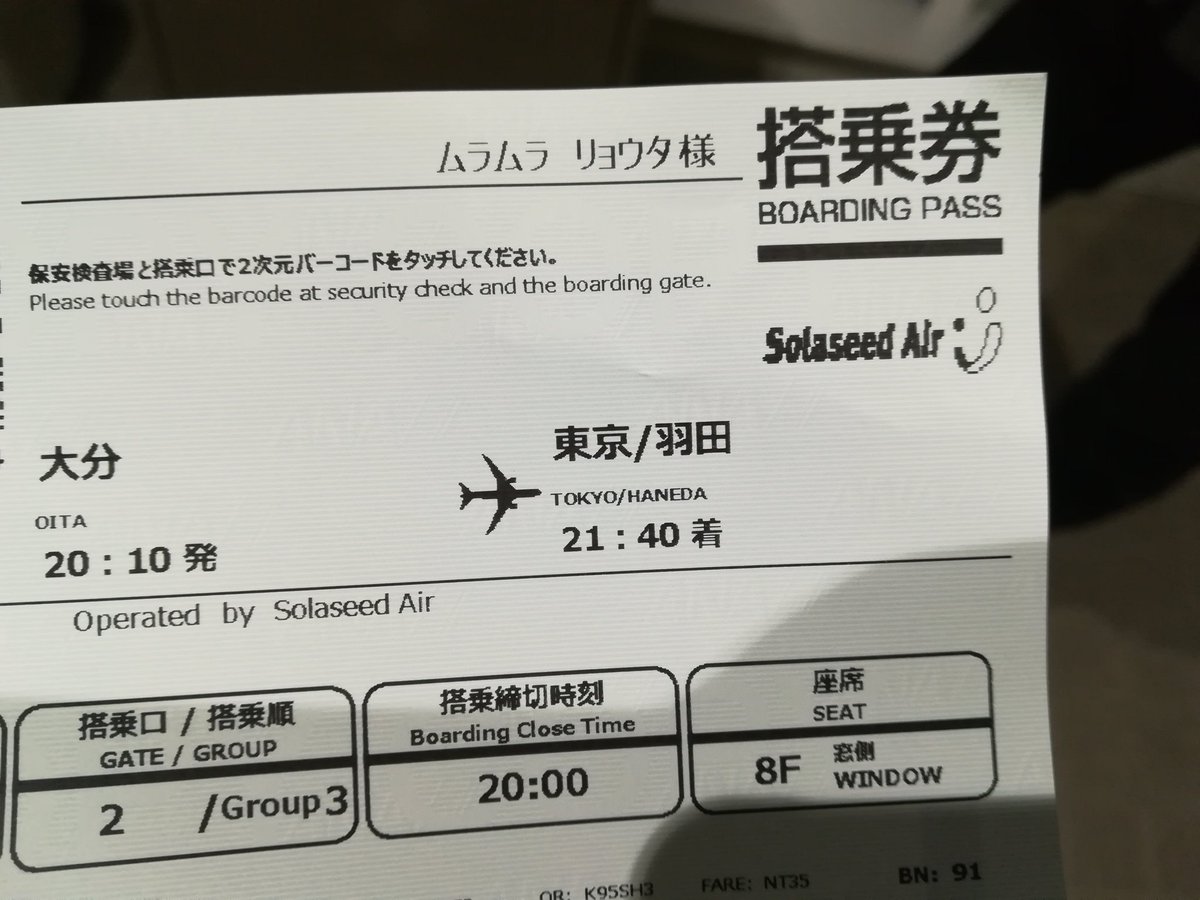 ムラムラ リョウタ様
搭乗券
BOARDING PASS
保安検査場と搭乗口で2次元バーコードをタッチしてください。
Please touch the barcode at security check and the boarding gate.
Solaseed Air
大分
東京/羽田
OITA
TOKYO/HANEDA
20:10 発
21:40 着
Operated by Solaseed Air
搭乗口 / 搭乗順
GATE / GROUP
2 /Group 3
搭乗締切時刻
Boarding Close Time
20:00
座席
SEAT
8F 窓側 WINDOW
QR: K95SH3 FARE: NT35 BN: 91